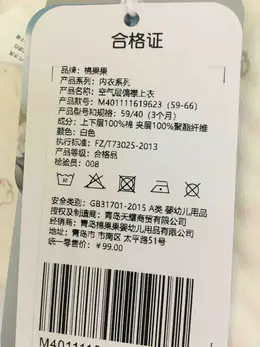 合格证
品牌：棉果果
产品系列：内衣系列
产品名称：空气层偏襟上衣
产品款号：M401111619623 (59-66)
产品型号和规格：59/40 (3个月)
成分：上下层100%棉 夹层100%聚酯纤维
颜色：白色
执行标准：FZ/T73025-2013
产品等级：合格品
检验员：008
安全类别：GB31701-2015 A类 婴幼儿用品
授权及制造商：青岛天耀商贸有限公司
经销商：青岛棉果果婴幼儿用品有限公司
地址：青岛市 市南区 太平路51号
统一零售价：¥99.00